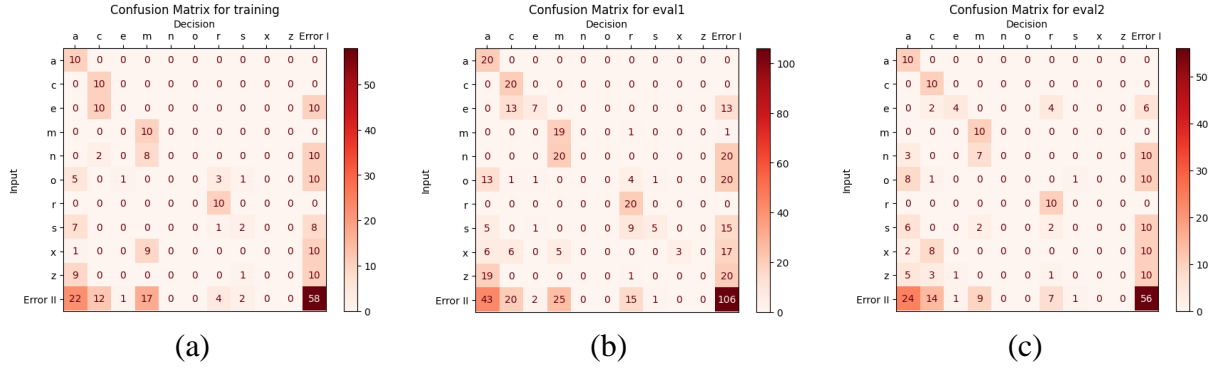 Confusion Matrix for training
Decision
a c e m n o r s x z Error I
Input
a 10 0 0 0 0 0 0 0 0 0 0
c 0 10 0 0 0 0 0 0 0 0 0
e 0 10 0 0 0 0 0 0 0 0 10
m 0 0 0 10 0 0 0 0 0 0 0
n 0 2 0 8 0 0 0 0 0 0 10
o 5 0 1 0 0 0 3 1 0 0 10
r 0 0 0 0 0 0 10 0 0 0 0
s 7 0 0 0 0 0 1 2 0 0 8
x 1 0 0 9 0 0 0 0 0 0 10
z 9 0 0 0 0 0 0 1 0 0 10
Error II 22 12 1 17 0 0 4 2 0 0 58
50
40
30
20
10
0
(a)
Confusion Matrix for eval1
Decision
a c e m n o r s x z Error I
Input
a 20 0 0 0 0 0 0 0 0 0 0
c 0 20 0 0 0 0 0 0 0 0 0
e 0 13 7 0 0 0 0 0 0 0 13
m 0 0 0 19 0 0 1 0 0 0 1
n 0 0 0 20 0 0 0 0 0 0 20
o 13 1 1 0 0 0 4 1 0 0 20
r 0 0 0 0 0 0 20 0 0 0 0
s 5 0 1 0 0 0 9 5 0 0 15
x 6 6 0 5 0 0 0 0 3 0 17
z 19 0 0 0 0 0 1 0 0 0 20
Error II 43 20 2 25 0 0 15 1 0 0 106
100
80
60
40
20
0
(b)
Confusion Matrix for eval2
Decision
a c e m n o r s x z Error I
Input
a 10 0 0 0 0 0 0 0 0 0 0
c 0 10 0 0 0 0 0 0 0 0 0
e 0 2 4 0 0 0 4 0 0 0 6
m 0 0 0 10 0 0 0 0 0 0 0
n 3 0 0 7 0 0 0 0 0 0 10
o 8 1 0 0 0 0 0 1 0 0 10
r 0 0 0 0 0 0 10 0 0 0 0
s 6 0 0 2 0 0 2 0 0 0 10
x 2 8 0 0 0 0 0 0 0 0 10
z 5 3 1 0 0 0 1 0 0 0 10
Error II 24 14 1 9 0 0 7 1 0 0 56
50
40
30
20
10
0
(c)